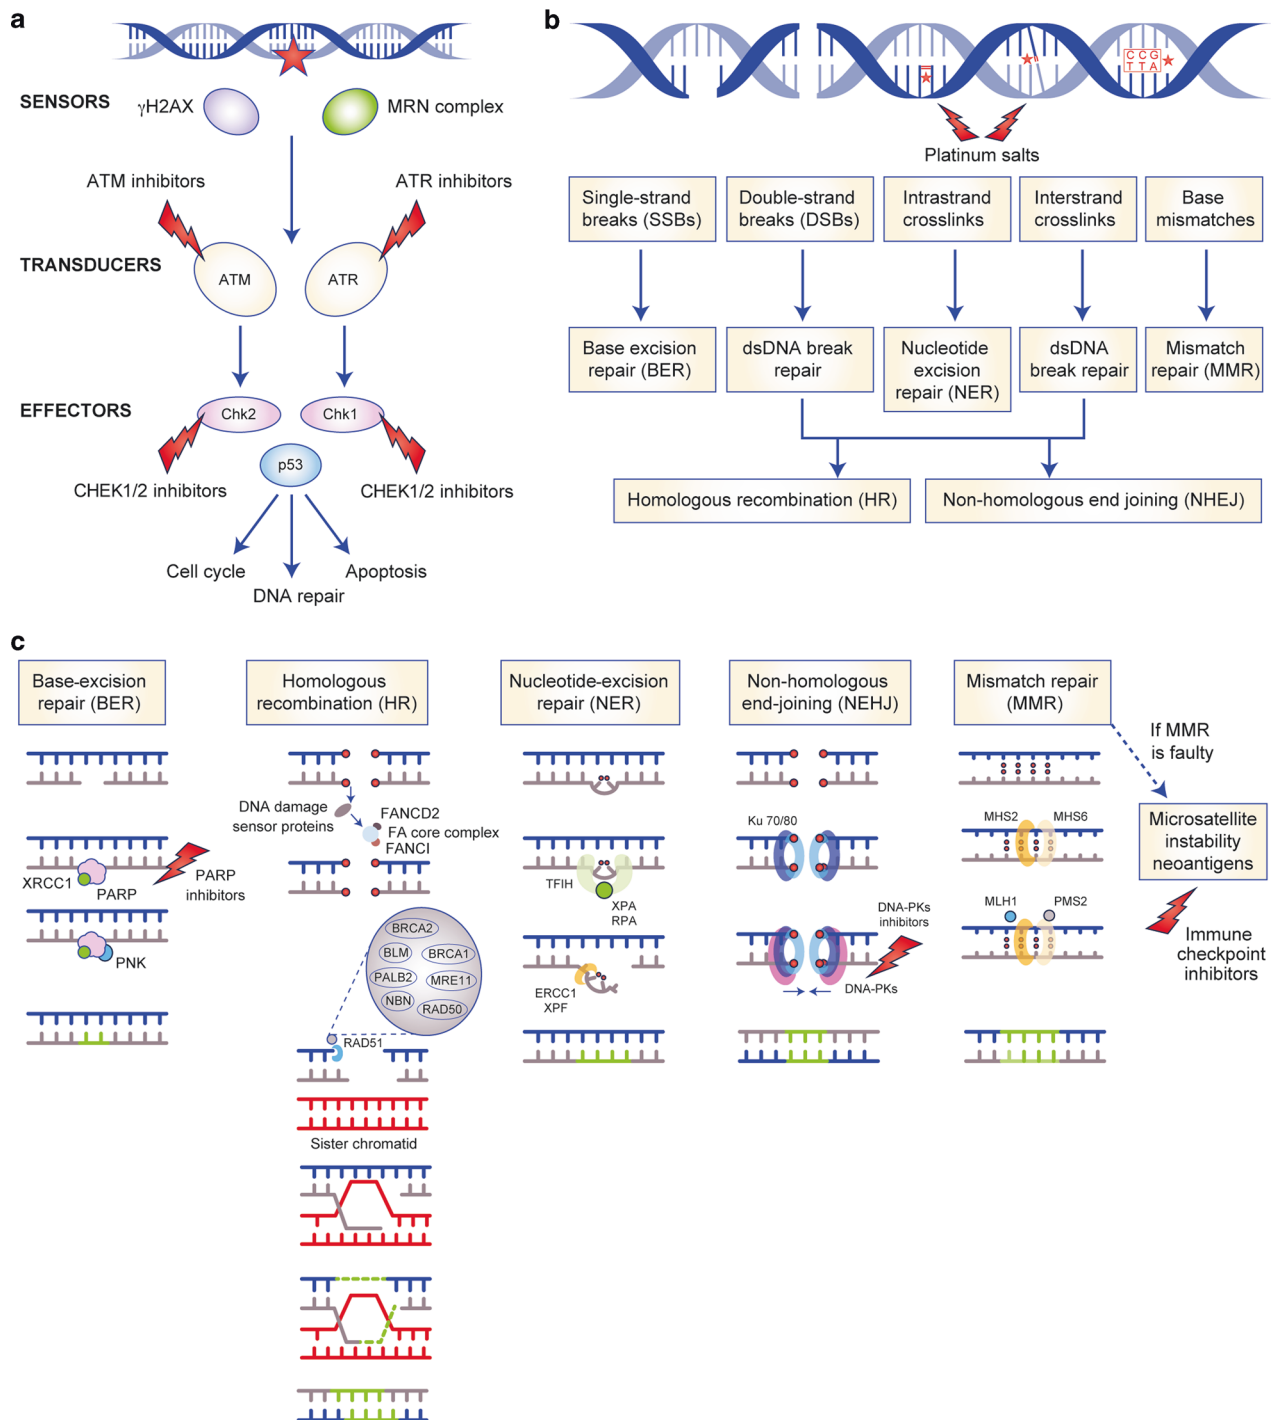 a
SENSORS
γH2AX
MRN complex
ATM inhibitors
ATR inhibitors
TRANSDUCERS
ATM
ATR
EFFECTORS
Chk2
Chk1
p53
CHEK1/2 inhibitors
CHEK1/2 inhibitors
Cell cycle
Apoptosis
DNA repair
b
C C G
T T A
Platinum salts
Single-strand
breaks (SSBs)
Double-strand
breaks (DSBs)
Intrastrand
crosslinks
Interstrand
crosslinks
Base
mismatches
Base excision
repair (BER)
dsDNA break
repair
Nucleotide
excision
repair (NER)
dsDNA
break repair
Mismatch
repair (MMR)
Homologous recombination (HR)
Non-homologous end joining (NHEJ)
c
Base-excision
repair (BER)
XRCC1
PARP
PARP
inhibitors
PNK
Homologous
recombination (HR)
DNA damage
sensor proteins
FANCD2
FA core complex
FANCI
BRCA2
BLM
BRCA1
PALB2
MRE11
NBN
RAD50
RAD51
Sister chromatid
Nucleotide-excision
repair (NER)
TFIH
XPA
RPA
ERCC1
XPF
Non-homologous
end-joining (NEHJ)
Ku 70/80
DNA-PKs
inhibitors
DNA-PKs
Mismatch repair
(MMR)
If MMR
is faulty
MHS2
MHS6
MLH1
PMS2
Microsatellite
instability
neoantigens
Immune
checkpoint
inhibitors